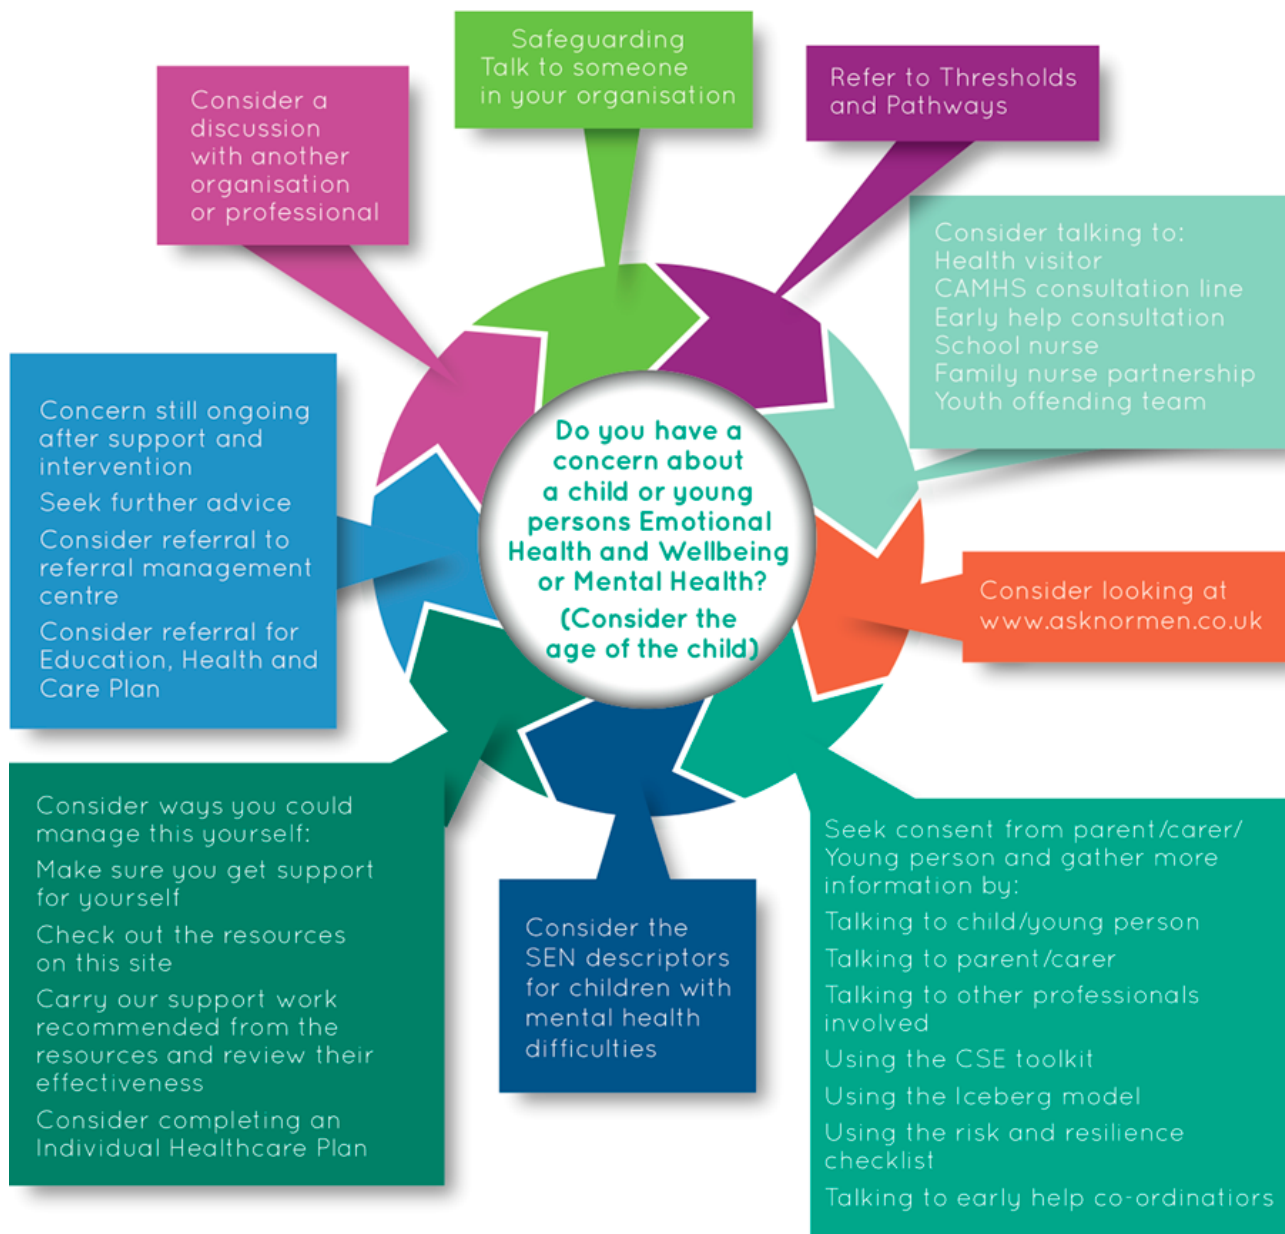 Safeguarding
Talk to someone
in your organisation
Refer to Thresholds
and Pathways
Consider talking to:
Health visitor
CAMHS consultation line
Early help consultation
School nurse
Family nurse partnership
Youth offending team
Consider looking at
www.asknormen.co.uk
Seek consent from parent/carer/
Young person and gather more
information by:
Talking to child/young person
Talking to parent/carer
Talking to other professionals
involved
Using the CSE toolkit
Using the Iceberg model
Using the risk and resilience
checklist
Talking to early help co-ordinatiors
Consider the
SEN descriptors
for children with
mental health
difficulties
Consider ways you could
manage this yourself:
Make sure you get support
for yourself
Check out the resources
on this site
Carry our support work
recommended from the
resources and review their
effectiveness
Consider completing an
Individual Healthcare Plan
Concern still ongoing
after support and
intervention
Seek further advice
Consider referral to
referral management
centre
Consider referral for
Education, Health and
Care Plan
Consider a
discussion
with another
organisation
or professional
Do you have a
concern about
a child or young
persons Emotional
Health and Wellbeing
or Mental Health?
(Consider the
age of the child)